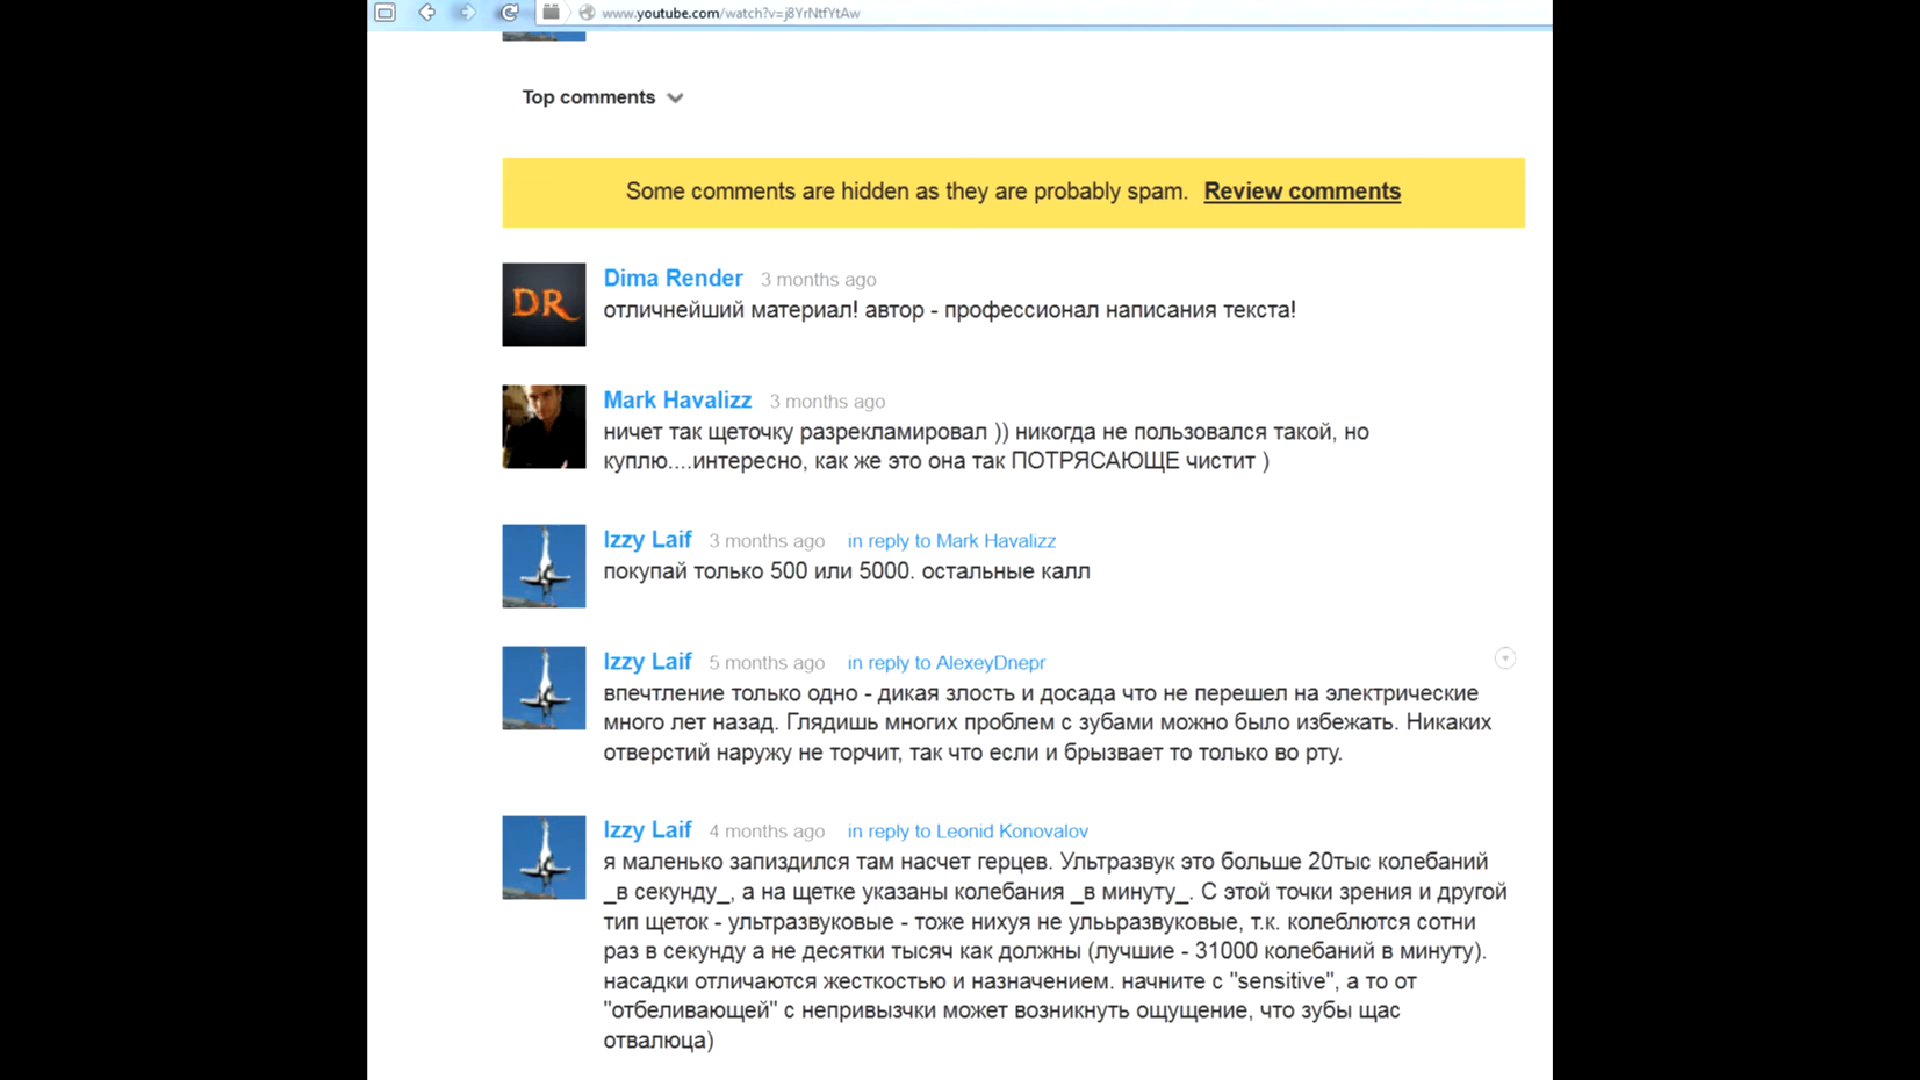 www.youtube.com/watch?v=j8YrNtfYtAw
Top comments
Some comments are hidden as they are probably spam. Review comments
DR
Dima Render 3 months ago
отличнейший материал! автор - профессионал написания текста!
Mark Havalizz 3 months ago
ничет так щеточку разрекламировал )) никогда не пользовался такой, но
куплю....интересно, как же это она так ПОТРЯСАЮЩЕ чистит )
Izzy Laif 3 months ago in reply to Mark Havalizz
покупай только 500 или 5000. остальные калл
Izzy Laif 5 months ago in reply to AlexeyDnepr
впечтление только одно - дикая злость и досада что не перешел на электрические
много лет назад. Глядишь многих проблем с зубами можно было избежать. Никаких
отверстий наружу не торчит, так что если и брызвает то только во рту.
Izzy Laif 4 months ago in reply to Leonid Konovalov
я маленько запиздился там насчет герцев. Ультразвук это больше 20тыс колебаний
_в секунду_, а на щетке указаны колебания _в минуту_. С этой точки зрения и другой
тип щеток - ультразвуковые - тоже нихуя не улььразвуковые, т.к. колеблются сотни
раз в секунду а не десятки тысяч как должны (лучшие - 31000 колебаний в минуту).
насадки отличаются жесткостью и назначением. начните с "sensitive", а то от
"отбеливающей" с непривызчки может возникнуть ощущение, что зубы щас
отвалюца)